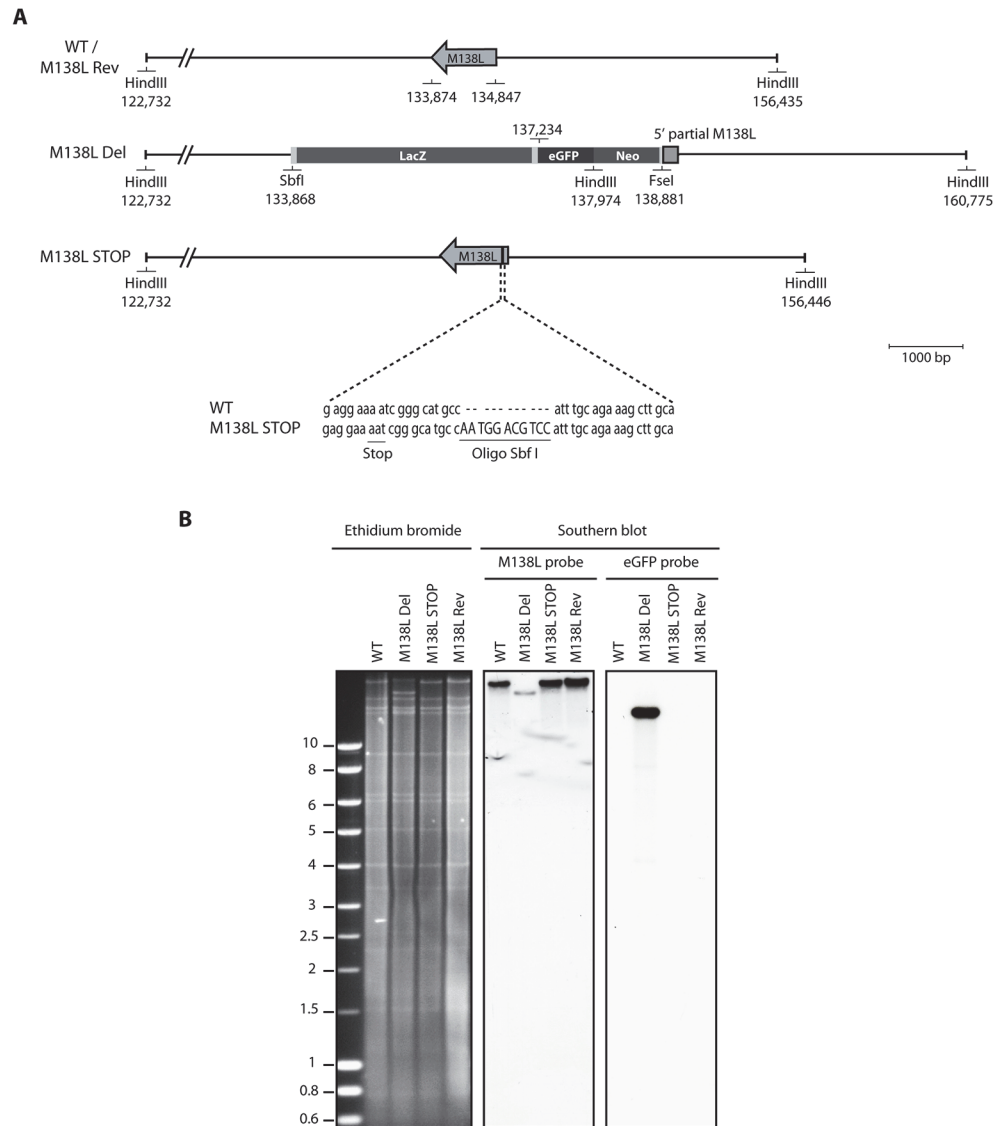 A
WT /
M138L Rev
M138L
HindIII
122,732
133,874
134,847
HindIII
156,435
M138L Del
137,234
5' partial M138L
LacZ
eGFP
Neo
HindIII
122,732
SbfI
133,868
HindIII
137,974
FseI
138,881
HindIII
160,775
M138L STOP
M138L
HindIII
122,732
HindIII
156,446
1000 bp
WT g agg aaa atc ggg cat gcc -- --- ---- --- att tgc aga aag ctt gca
M138L STOP gag gaa aat cgg gca tgc cAA TGG ACG TCC att tgc aga aag ctt gca
Stop
Oligo Sbf I
B
Ethidium bromide
Southern blot
M138L probe
eGFP probe
WT
M138L Del
M138L STOP
M138L Rev
WT
M138L Del
M138L STOP
M138L Rev
WT
M138L Del
M138L STOP
M138L Rev
10
8
6
5
4
3
2.5
2
1.5
1
0.8
0.6